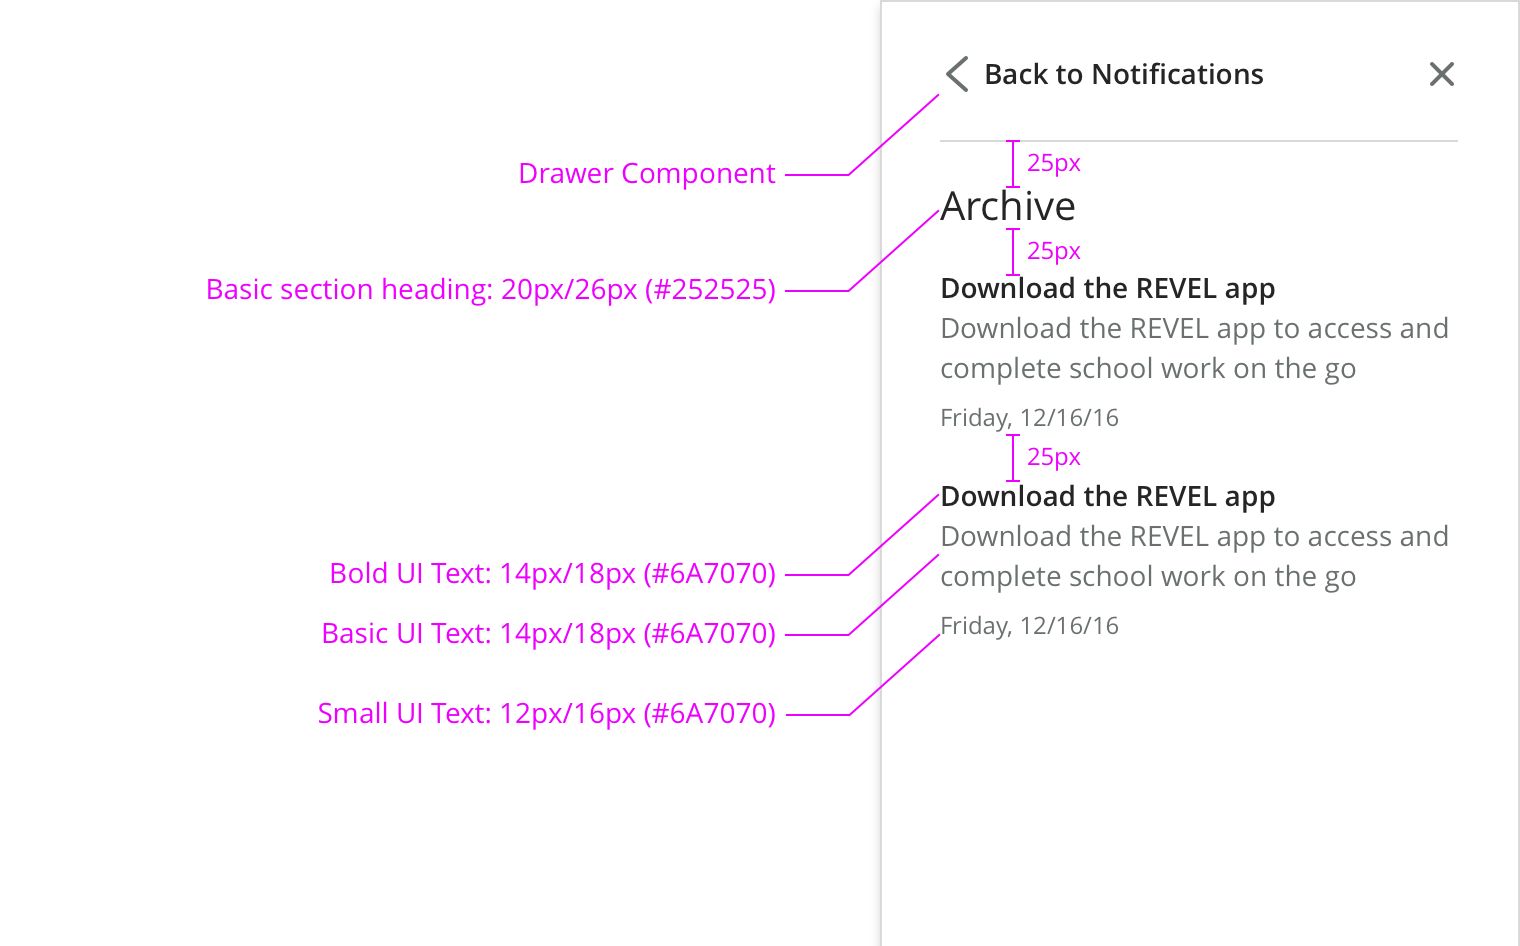 Back to Notifications
Drawer Component
25px
Archive
25px
Basic section heading: 20px/26px (#252525)
Download the REVEL app
Download the REVEL app to access and
complete school work on the go
Friday, 12/16/16
25px
Download the REVEL app
Download the REVEL app to access and
complete school work on the go
Bold UI Text: 14px/18px (#6A7070)
Basic UI Text: 14px/18px (#6A7070)
Friday, 12/16/16
Small UI Text: 12px/16px (#6A7070)